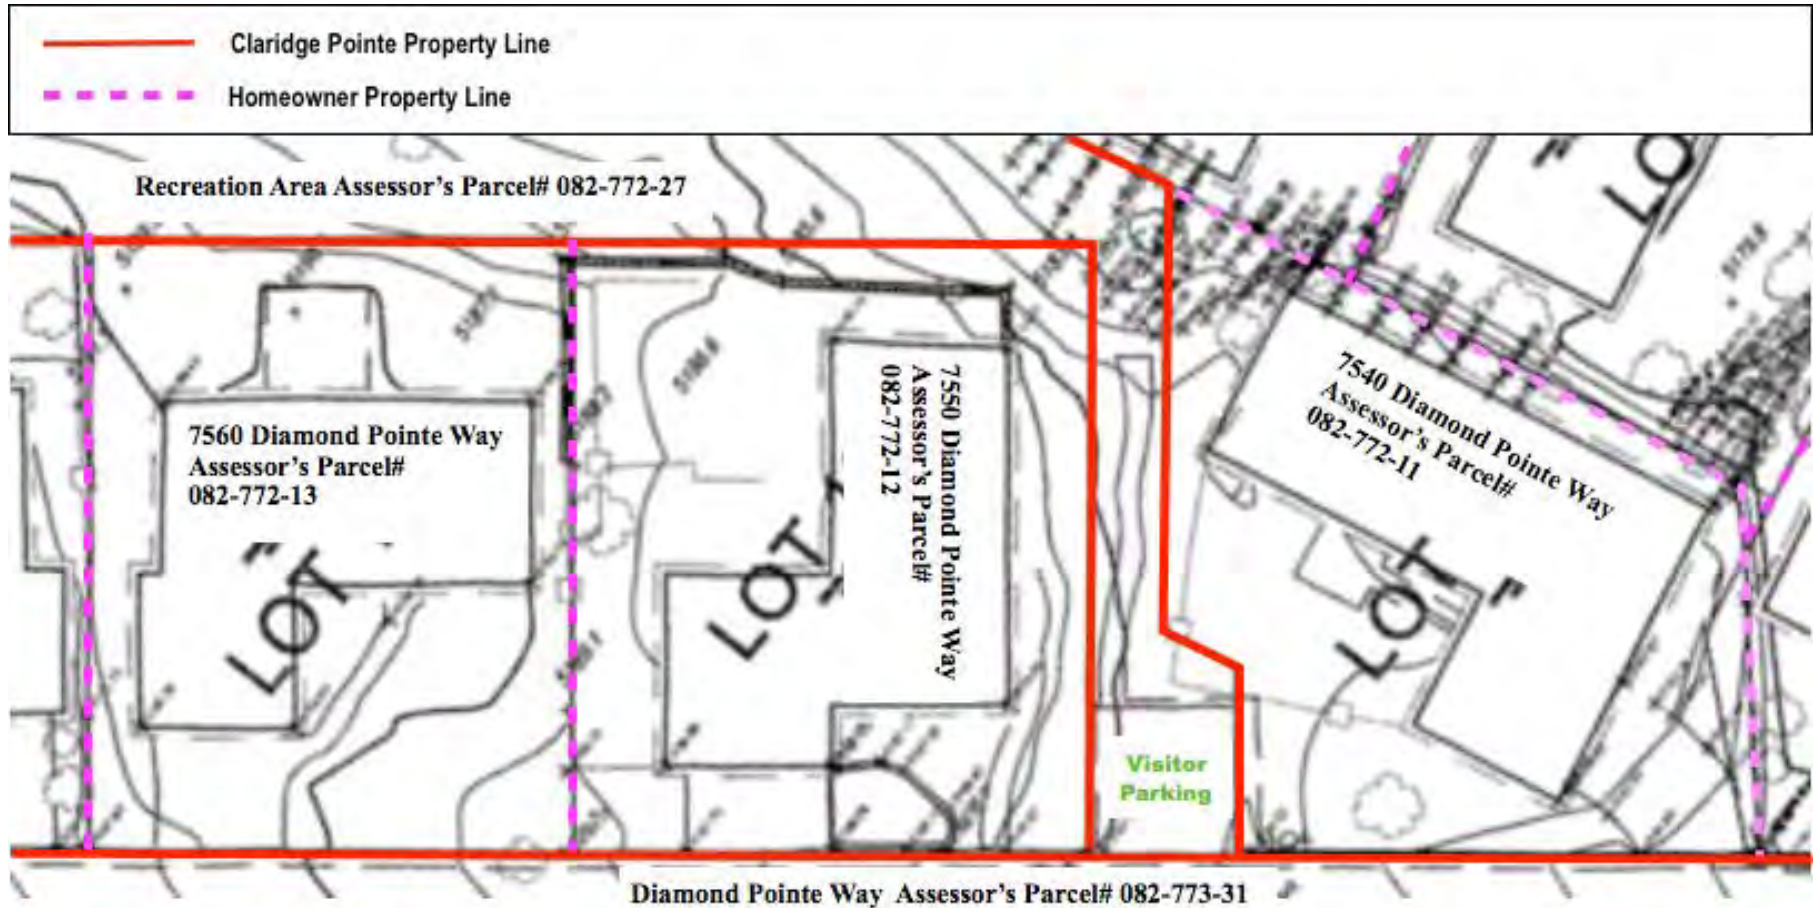 Claridge Pointe Property Line
Homeowner Property Line
Recreation Area Assessor's Parcel# 082-772-27
7560 Diamond Pointe Way
Assessor's Parcel#
082-772-13
LOT
7550 Diamond Pointe Way
Assessor's Parcel#
082-772-12
LOT
7540 Diamond Pointe Way
Assessor's Parcel#
082-772-11
LOT
LOT
Visitor
Parking
Diamond Pointe Way Assessor's Parcel# 082-773-31